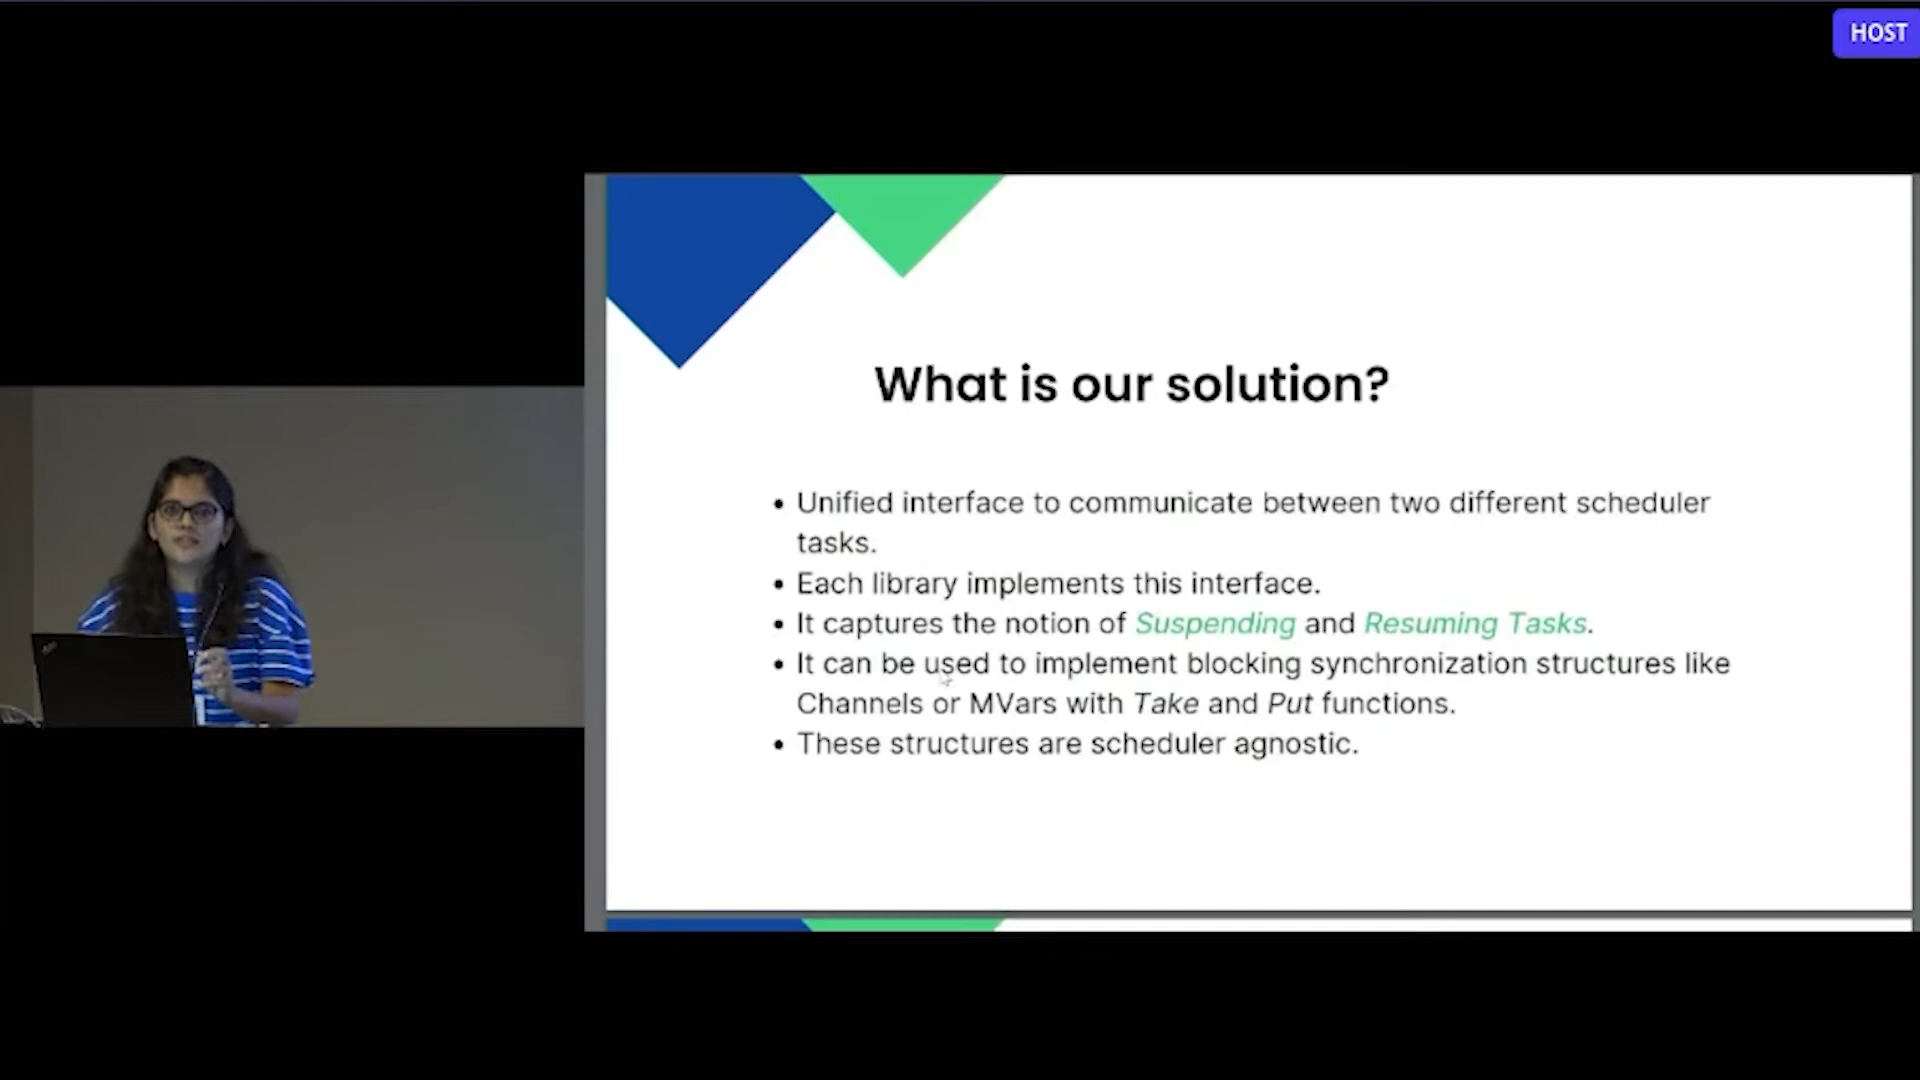 HOST
What is our solution?
• Unified interface to communicate between two different scheduler
tasks.
• Each library implements this interface.
• It captures the notion of Suspending and Resuming Tasks.
• It can be used to implement blocking synchronization structures like
Channels or MVars with Take and Put functions.
• These structures are scheduler agnostic.